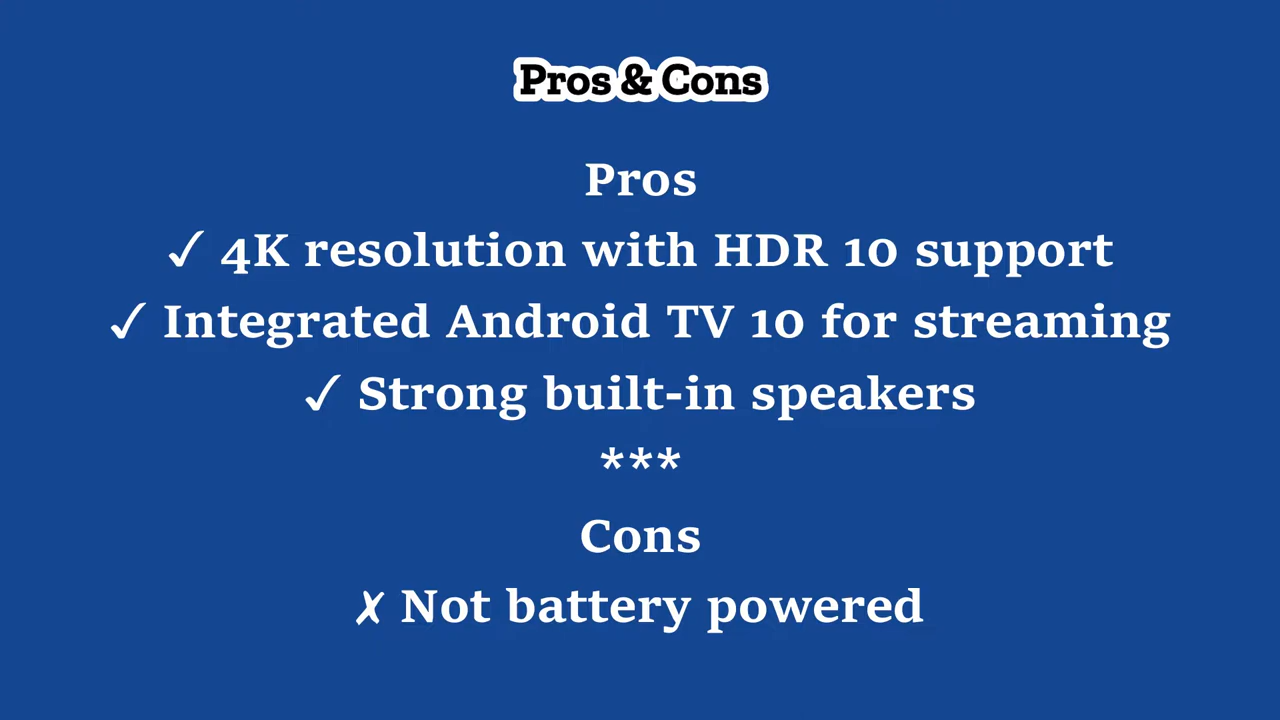 Pros & Cons
Pros
✓ 4K resolution with HDR 10 support
✓ Integrated Android TV 10 for streaming
✓ Strong built-in speakers
***
Cons
✗ Not battery powered